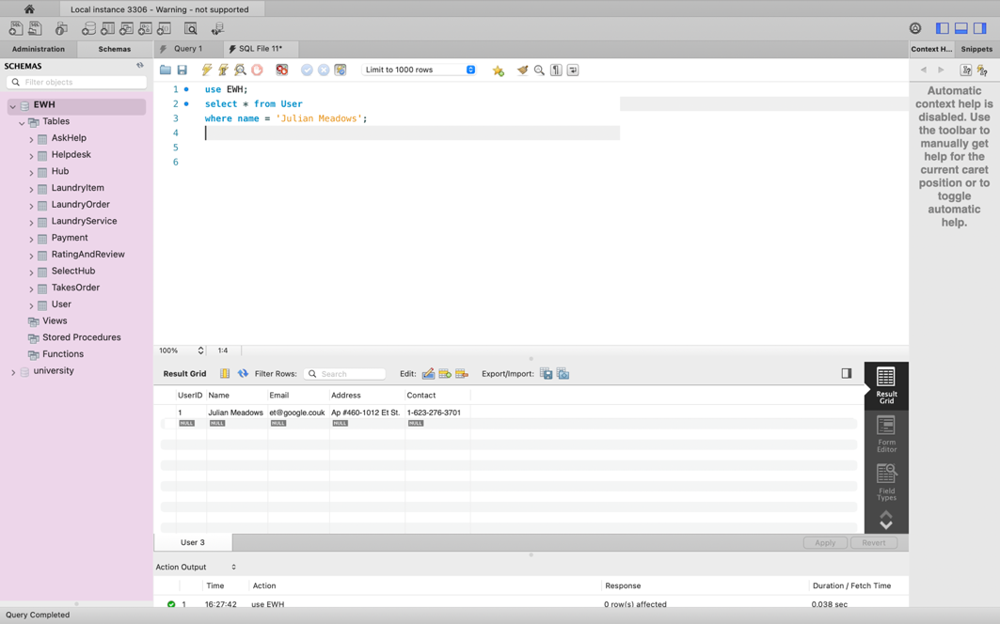 Local instance 3306 - Warning - not supported
Administration Schemas Query 1 SQL File 11* Context H... Snippets
SCHEMAS
Filter objects
Limit to 1000 rows
EWH
Tables
AskHelp
Helpdesk
Hub
LaundryItem
LaundryOrder
LaundryService
Payment
RatingAndReview
SelectHub
TakesOrder
User
Views
Stored Procedures
Functions
university
1 use EWH;
2 select * from User
3 where name = 'Julian Meadows';
4
5
6
Automatic
context help is
disabled. Use
the toolbar to
manually get
help for the
current caret
position or to
toggle
automatic
help.
100% 1:4
Result Grid Filter Rows: Search Edit: Export/Import:
UserID Name Email Address Contact
1 Julian Meadows et@google.couk Ap #460-1012 Et St. 1-623-276-3701
NULL NULL NULL NULL NULL
Result
Grid
Form
Editor
Field
Types
User 3 Apply Revert
Action Output
Time Action Response Duration / Fetch Time
1 16:27:42 use EWH 0 row(s) affected 0.038 sec
Query Completed